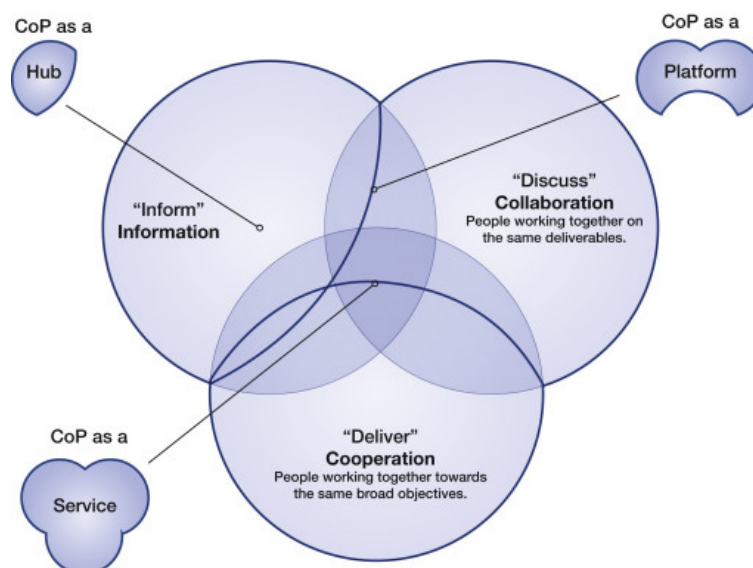 CoP as a
Hub
CoP as a
Platform
“Inform”
Information
“Discuss”
Collaboration
People working together on
the same deliverables.
CoP as a
Service
“Deliver”
Cooperation
People working together towards
the same broad objectives.